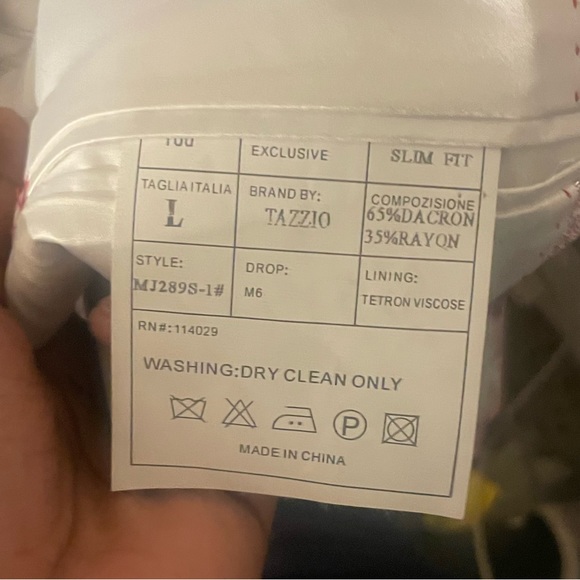 EXCLUSIVE
SLIM FIT
TAGLIA ITALIA
L
BRAND BY:
TAZZIO
COMPOZISIONE
65%DACRON
35%RAYON
STYLE:
MJ289S-1#
DROP:
M6
LINING:
TETRON VISCOSE
RN#:114029
WASHING:DRY CLEAN ONLY
P
MADE IN CHINA